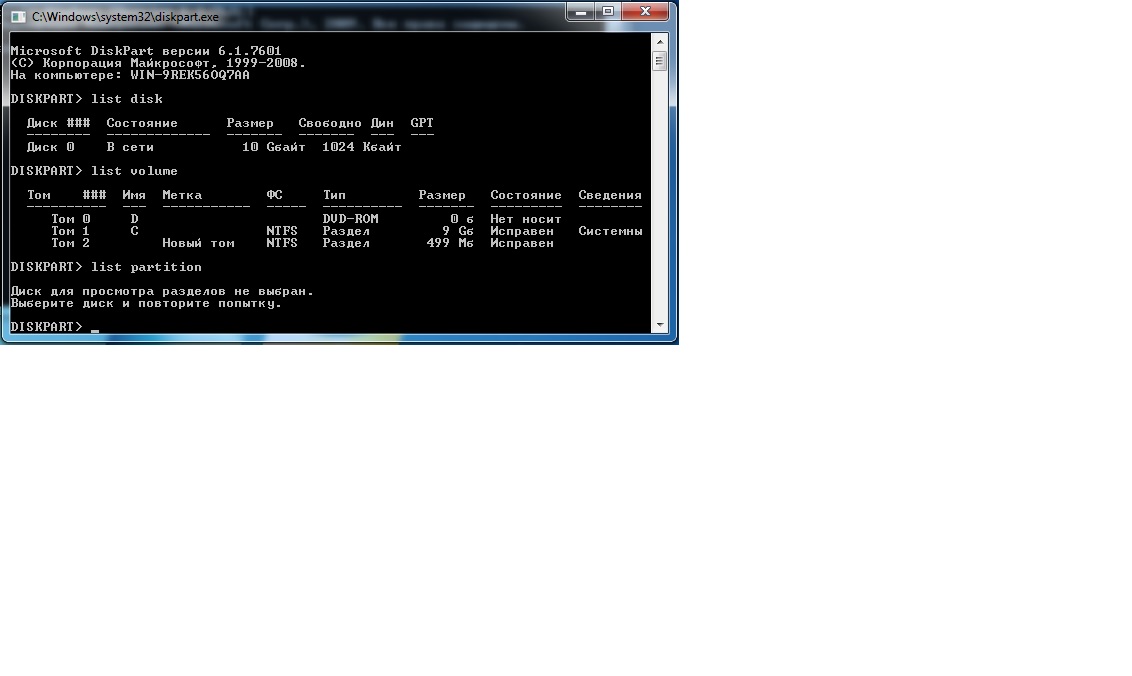 C:\Windows\system32\diskpart.exe
Microsoft DiskPart версии 6.1.7601
(C) Корпорация Майкрософт, 1999-2008.
На компьютере: WIN-9REK56OQ7AA
DISKPART> list disk
Диск ### Состояние Размер Свободно Дин GPT
-------- ------------- ------- ------- --- ---
Диск 0 В сети 10 Gбайт 1024 Kбайт
DISKPART> list volume
Том ### Имя Метка ФС Тип Размер Состояние Сведения
---------- --- ----------- ----- ---------- ------- --------- --------
Том 0 D DVD-ROM 0 б Нет носит
Том 1 C NTFS Раздел 9 Gб Исправен Системны
Том 2 Новый том NTFS Раздел 499 Mб Исправен
DISKPART> list partition
Диск для просмотра разделов не выбран.
Выберите диск и повторите попытку.
DISKPART> _